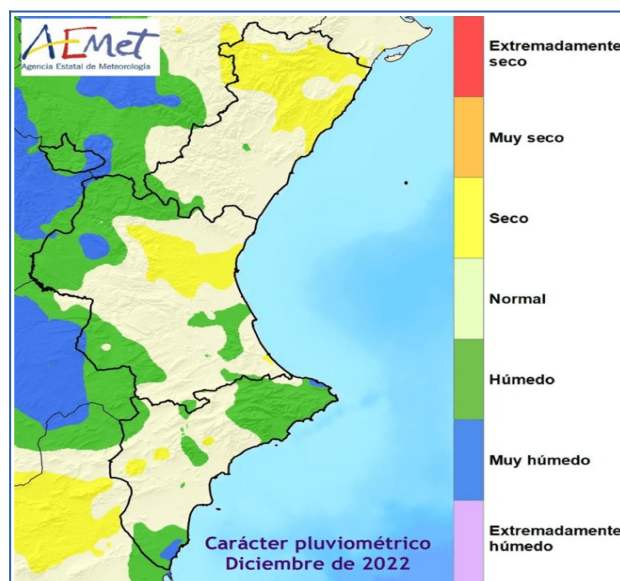 AEMet
Agencia Estatal de Meteorología
Extremadamente
seco
Muy seco
Seco
Normal
Húmedo
Muy húmedo
Extremadamente
húmedo
Carácter pluviométrico
Diciembre de 2022